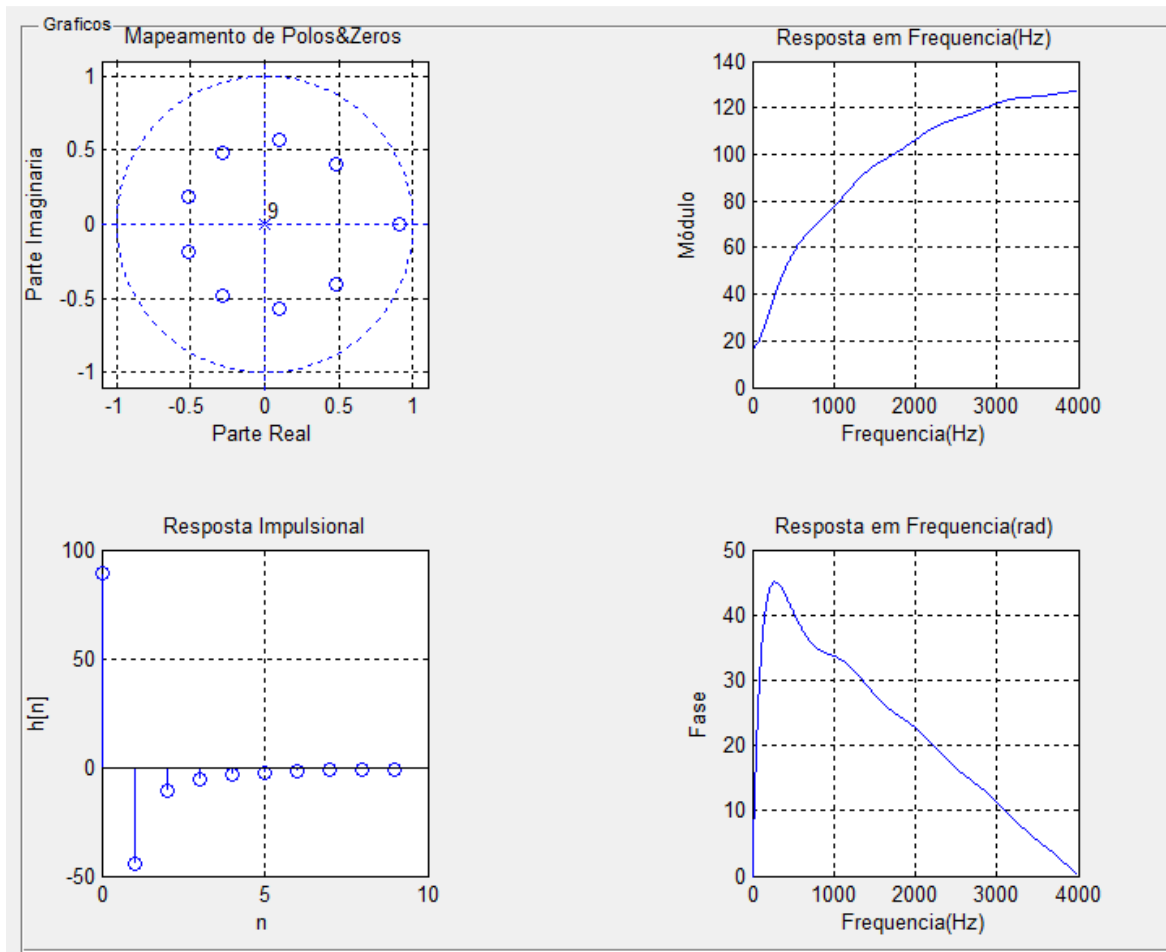 Graficos
Mapeamento de Polos&Zeros
1
0.5
0
-0.5
-1
Parte Imaginaria
9
-1 -0.5 0 0.5 1
Parte Real
Resposta em Frequencia(Hz)
140
120
100
80
60
40
20
0
Módulo
0 1000 2000 3000 4000
Frequencia(Hz)
Resposta Impulsional
100
50
0
-50
h[n]
0 5 10
n
Resposta em Frequencia(rad)
50
40
30
20
10
0
Fase
0 1000 2000 3000 4000
Frequencia(Hz)